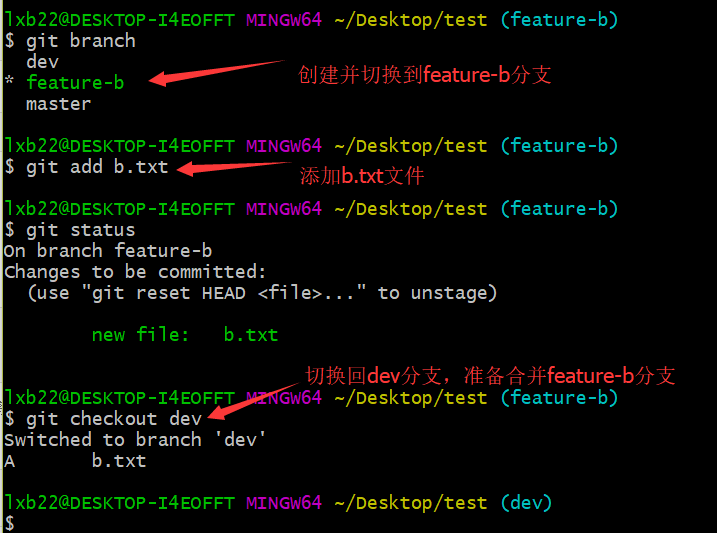 lxb22@DESKTOP-I4EOFFT MINGW64 ~/Desktop/test (feature-b)
$ git branch
  dev
* feature-b 创建并切换到feature-b分支
  master
lxb22@DESKTOP-I4EOFFT MINGW64 ~/Desktop/test (feature-b)
$ git add b.txt 添加b.txt文件
lxb22@DESKTOP-I4EOFFT MINGW64 ~/Desktop/test (feature-b)
$ git status
On branch feature-b
Changes to be committed:
  (use "git reset HEAD <file>..." to unstage)
        new file:   b.txt
切换回dev分支，准备合并feature-b分支
lxb22@DESKTOP-I4EOFFT MINGW64 ~/Desktop/test (feature-b)
$ git checkout dev
Switched to branch 'dev'
A       b.txt
lxb22@DESKTOP-I4EOFFT MINGW64 ~/Desktop/test (dev)
$